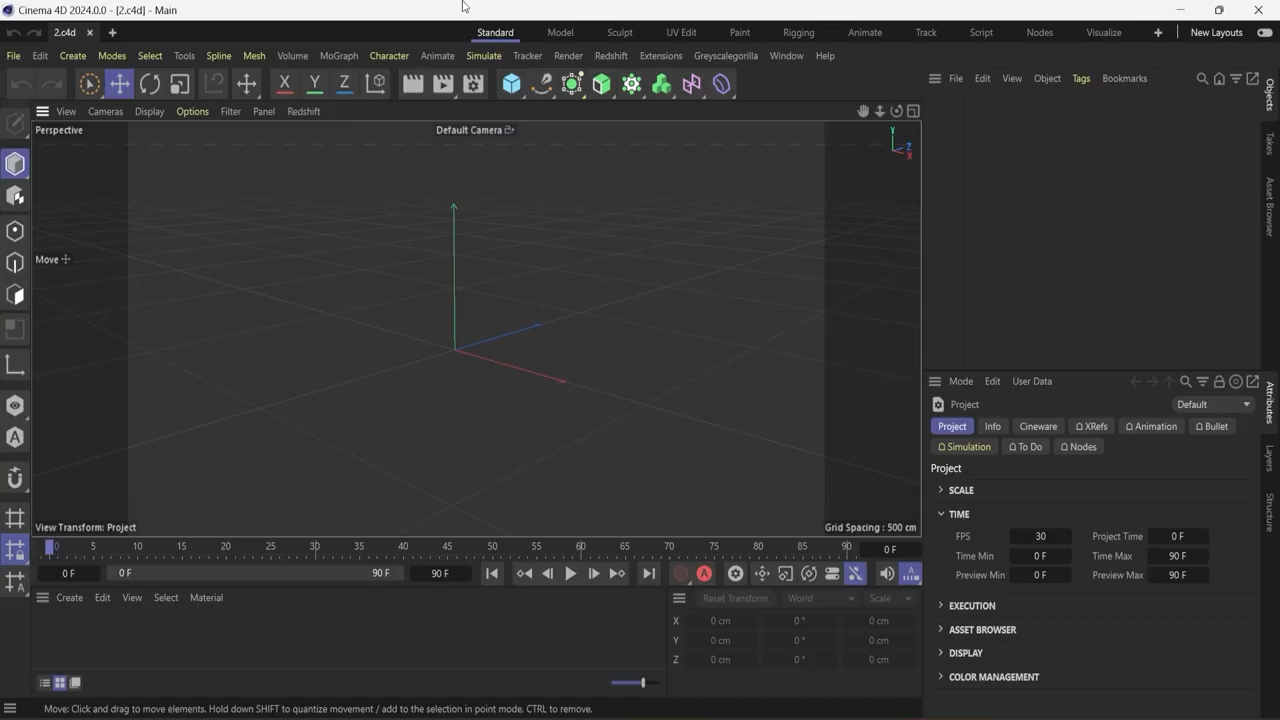 Cinema 4D 2024.0.0 - [2.c4d] - Main
2.c4d
Standard Model Sculpt UV Edit Paint Rigging Animate Track Script Nodes Visualize New Layouts
File Edit Create Modes Select Tools Spline Mesh Volume MoGraph Character Animate Simulate Tracker Render Redshift Extensions Greyscalegorilla Window Help
X Y Z
File Edit View Object Tags Bookmarks
View Cameras Display Options Filter Panel Redshift
Perspective
Default Camera
Y
Z
X
Move
View Transform: Project
Grid Spacing : 500 cm
Objects
Takes
Asset Browser
Mode Edit User Data
Project
Default
Project Info Cineware XRefs Animation Bullet
Simulation To Do Nodes
Project
SCALE
TIME
FPS 30 Project Time 0 F
Time Min 0 F Time Max 90 F
Preview Min 0 F Preview Max 90 F
EXECUTION
ASSET BROWSER
DISPLAY
COLOR MANAGEMENT
Attributes
Layers
Structure
0 5 10 15 20 25 30 35 40 45 50 55 60 65 70 75 80 85 90 0 F
0 F 0 F 90 F 90 F
Create Edit View Select Material
Reset Transform World Scale
X 0 cm 0 ° 0 cm
Y 0 cm 0 ° 0 cm
Z 0 cm 0 ° 0 cm
Move: Click and drag to move elements. Hold down SHIFT to quantize movement / add to the selection in point mode, CTRL to remove.